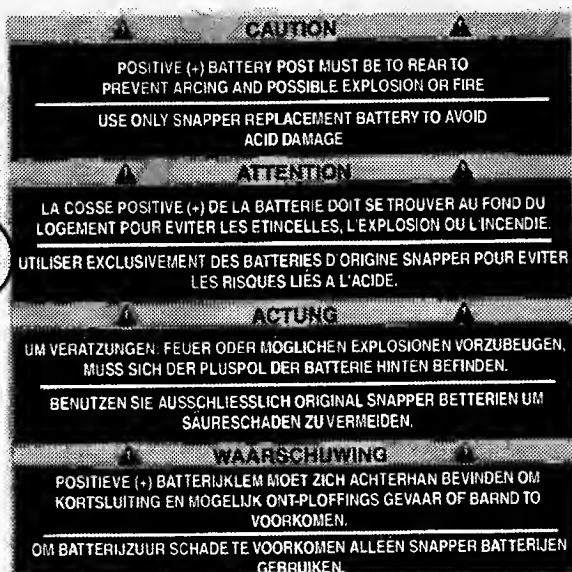 CAUTION
POSITIVE (+) BATTERY POST MUST BE TO REAR TO
PREVENT ARCING AND POSSIBLE EXPLOSION OR FIRE
USE ONLY SNAPPER REPLACEMENT BATTERY TO AVOID
ACID DAMAGE
ATTENTION
LA COSSE POSITIVE (+) DE LA BATTERIE DOIT SE TROUVER AU FOND DU
LOGEMENT POUR EVITER LES ETINCELLES, L'EXPLOSION OU L'INCENDIE.
UTILISER EXCLUSIVEMENT DES BATTERIES D'ORIGINE SNAPPER POUR EVITER
LES RISQUES LIÉS A L'ACIDE.
ACTUNG
UM VERATZUNGEN: FEUER ODER MÖGLICHEN EXPLOSIONEN VORZUBEUGEN,
MUSS SICH DER PLUSPOL DER BATTERIE HINTEN BEFINDEN.
BENUTZEN SIE AUSSCHLIESSLICH ORIGINAL SNAPPER BETTERIEN UM
SÄURESCHADEN ZU VERMEIDEN.
WAARSCHUWING
POSITIEVE (+) BATTERIJKLEM MOET ZICH ACHTERHAN BEVINDEN OM
KORTSLUITING EN MOGELIJK ONT-PLOFFINGS GEVAAR OF BARND TO
VOORKOMEN.
OM BATTERIJZUUR SCHADE TE VOORKOMEN ALLEEN SNAPPER BATTERIJEN
GEBRUIKEN.